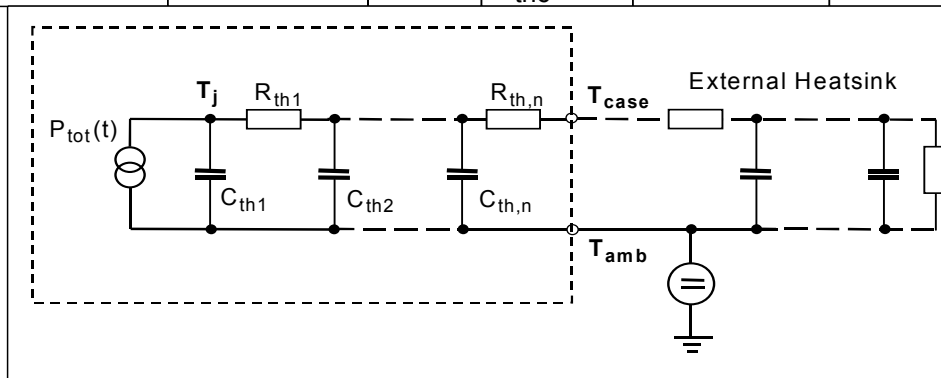 External Heatsink
T_j
R_th1
R_th,n
T_case
P_tot(t)
C_th1
C_th2
C_th,n
T_amb